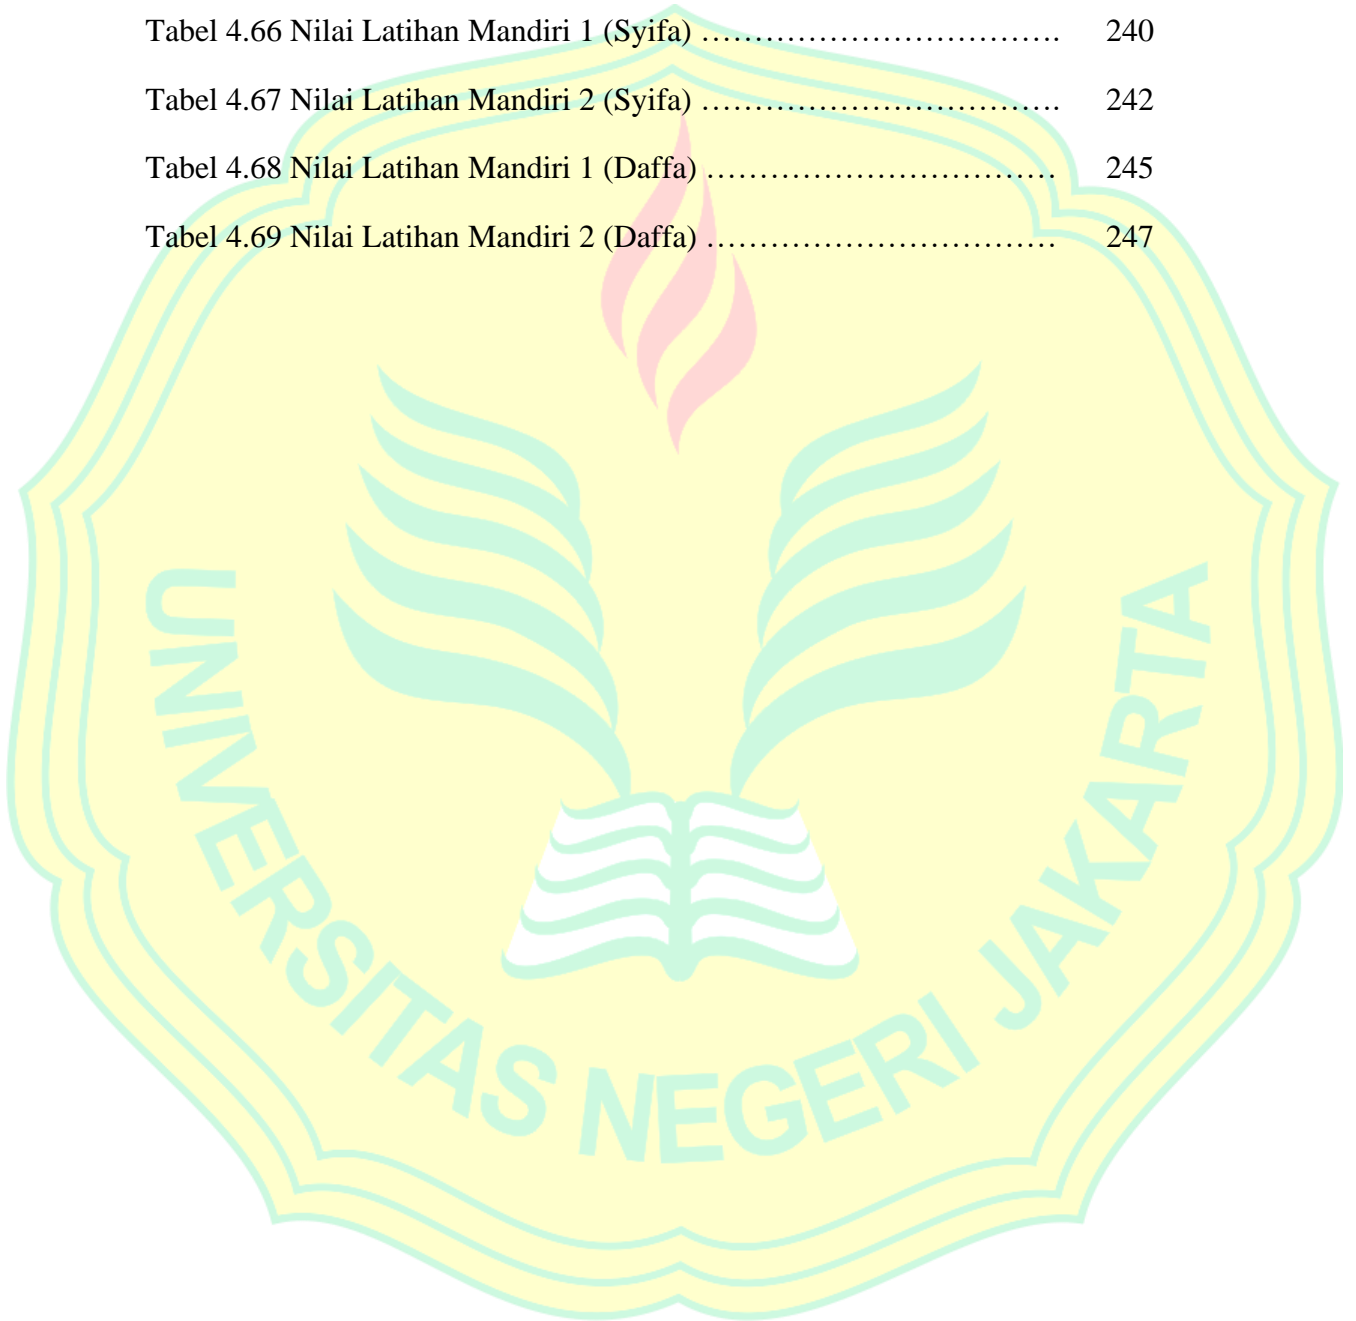 Tabel 4.66 Nilai Latihan Mandiri 1 (Syifa) ……………………………. 240
Tabel 4.67 Nilai Latihan Mandiri 2 (Syifa) ……………………………. 242
Tabel 4.68 Nilai Latihan Mandiri 1 (Daffa) …………………………… 245
Tabel 4.69 Nilai Latihan Mandiri 2 (Daffa) …………………………… 247
UNIVERSITAS NEGERI JAKARTA